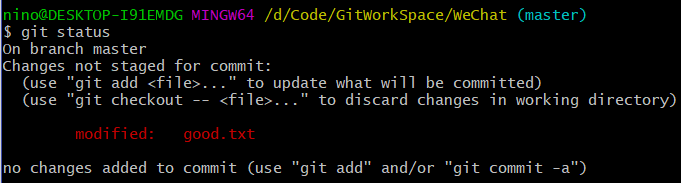 nino@DESKTOP-I91EMDG MINGW64 /d/Code/GitWorkSpace/WeChat (master)
$ git status
On branch master
Changes not staged for commit:
  (use "git add <file>..." to update what will be committed)
  (use "git checkout -- <file>..." to discard changes in working directory)

        modified:   good.txt

no changes added to commit (use "git add" and/or "git commit -a")